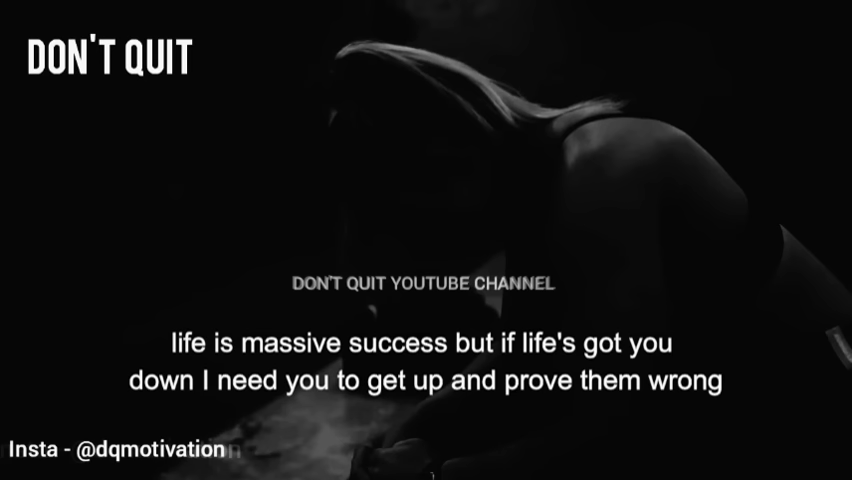 DON'T QUIT
DON'T QUIT YOUTUBE CHANNEL
life is massive success but if life's got you
down I need you to get up and prove them wrong
Insta - @dqmotivation